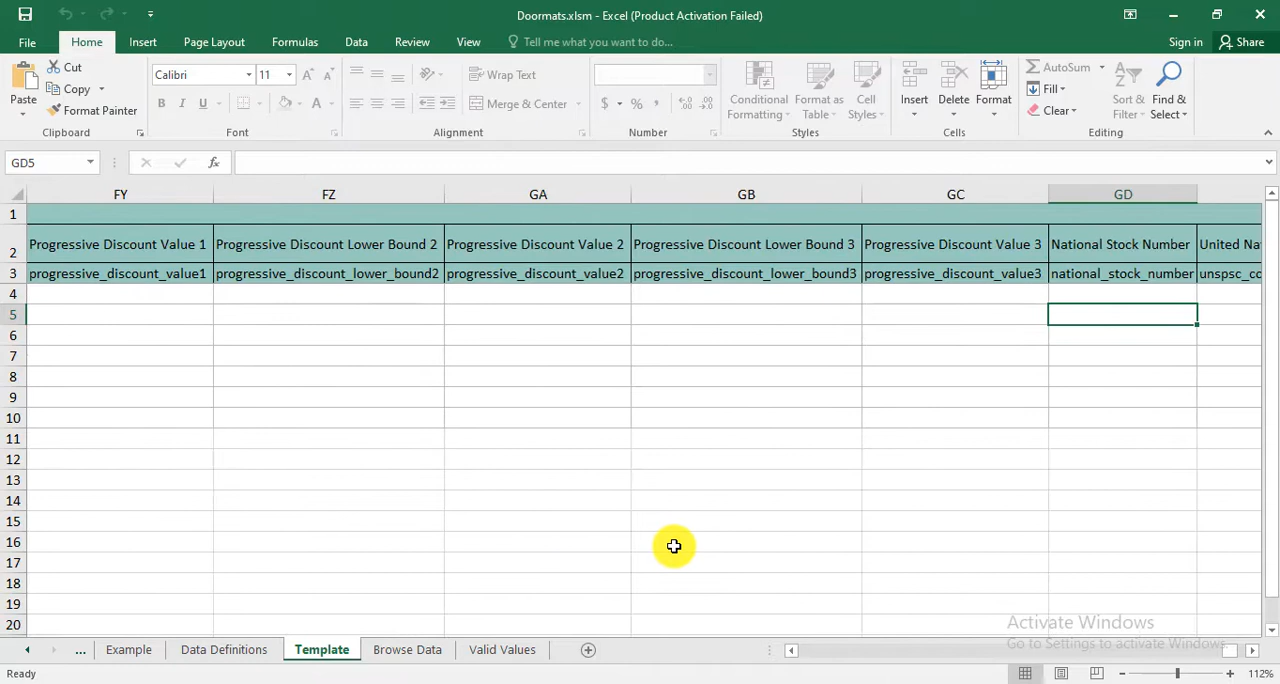 Doormats.xlsm - Excel (Product Activation Failed)
File Home Insert Page Layout Formulas Data Review View Tell me what you want to do... Sign in Share
Paste
Cut
Copy
Format Painter
Clipboard
Calibri 11
B I U
Font
Wrap Text
Merge & Center
Alignment
$ % ,
Number
Conditional Formatting
Format as Table
Cell Styles
Styles
Insert Delete Format
Cells
AutoSum
Fill
Clear
Sort & Filter
Find & Select
Editing
GD5 fx
FY FZ GA GB GC GD
1
2 Progressive Discount Value 1 Progressive Discount Lower Bound 2 Progressive Discount Value 2 Progressive Discount Lower Bound 3 Progressive Discount Value 3 National Stock Number United Na
3 progressive_discount_value1 progressive_discount_lower_bound2 progressive_discount_value2 progressive_discount_lower_bound3 progressive_discount_value3 national_stock_number unspsc_co
4
5
6
7
8
9
10
11
12
13
14
15
16
17
18
19
20
Activate Windows
Go to Settings to activate Windows.
... Example Data Definitions Template Browse Data Valid Values
Ready 112%